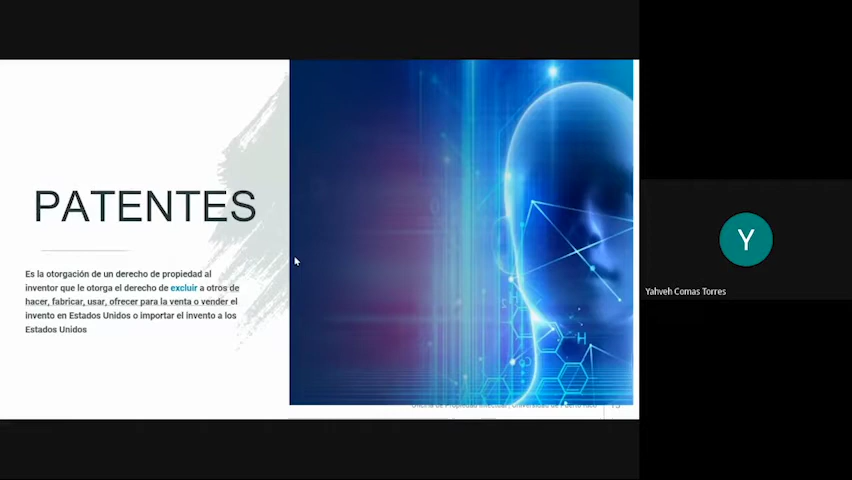 PATENTES
Es la otorgación de un derecho de propiedad al
inventor que le otorga el derecho de excluir a otros de
hacer, fabricar, usar, ofrecer para la venta o vender el
invento en Estados Unidos o importar el invento a los
Estados Unidos
Y
Yahveh Comas Torres